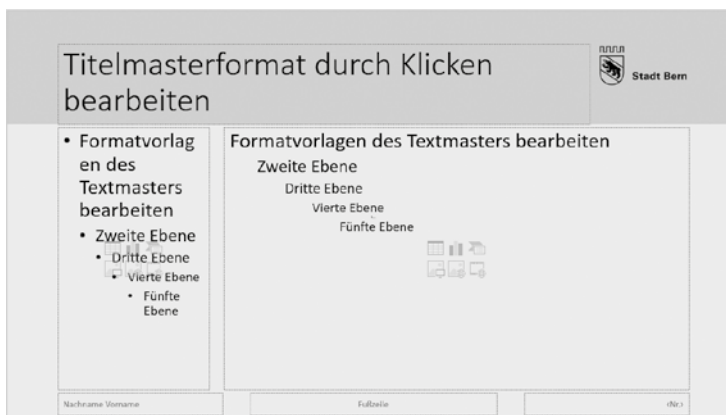 Titelmasterformat durch Klicken
bearbeiten
Stadt Bern
• Formatvorlag
en des
Textmasters
bearbeiten
• Zweite Ebene
• Dritte Ebene
• Vierte Ebene
• Fünfte
Ebene
Formatvorlagen des Textmasters bearbeiten
Zweite Ebene
Dritte Ebene
Vierte Ebene
Fünfte Ebene
Nachname Vorname
Fußzeile
‹Nr.›